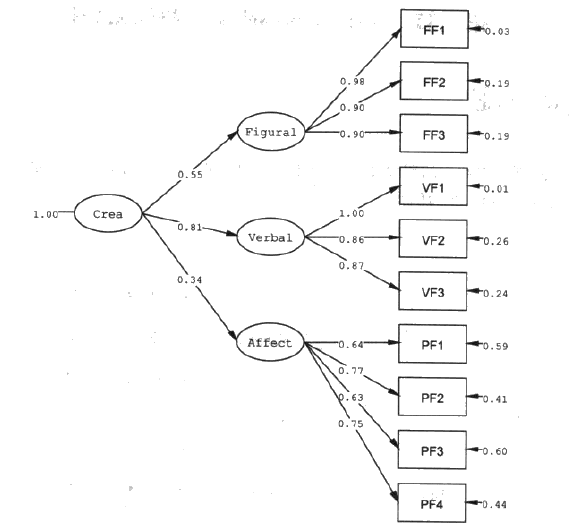 FF1
0.03
0.98
FF2
0.19
0.90
Figural
FF3
0.19
0.90
0.55
VF1
0.01
1.00
1.00
Crea
0.81
Verbal
0.86
VF2
0.26
0.87
0.34
VF3
0.24
Affect
0.64
PF1
0.59
0.77
PF2
0.41
0.63
0.75
PF3
0.60
PF4
0.44